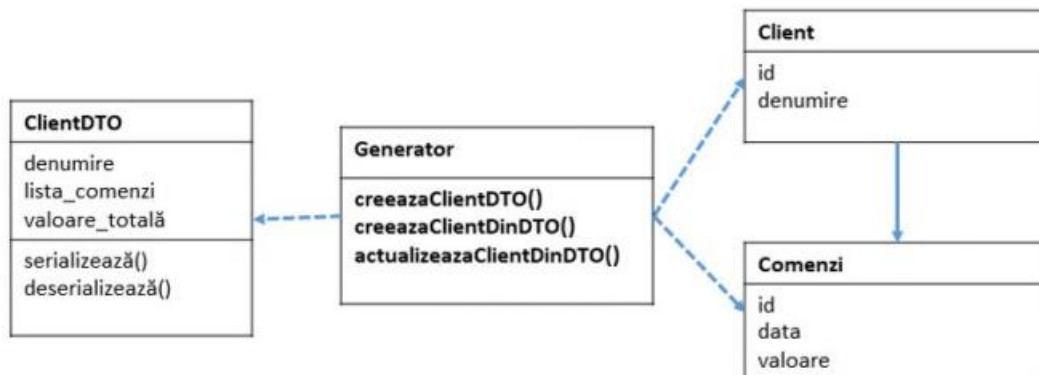 ClientDTO
denumire
lista_comenzi
valoare_totală
serializează()
deserializează()
Generator
creeazaClientDTO()
creeazaClientDinDTO()
actualizeazaClientDinDTO()
Client
id
denumire
Comenzi
id
data
valoare